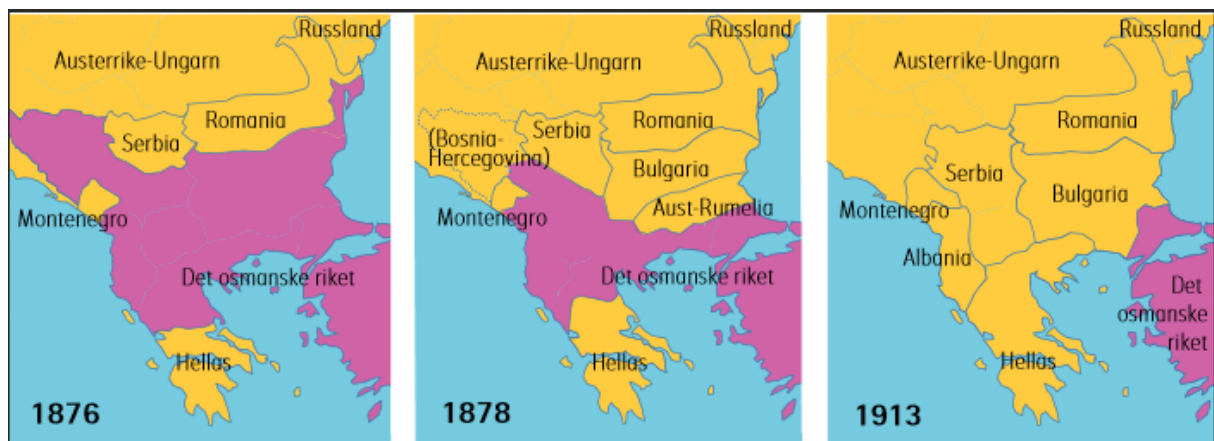 Russland
Austerrike-Ungarn
Romania
Serbia
Montenegro
Det osmanske riket
Hellas
1876
Russland
Austerrike-Ungarn
Serbia
Romania
(Bosnia-
Hercegovina)
Bulgaria
Montenegro
Aust-Rumelia
Det osmanske riket
Hellas
1878
Russland
Austerrike-Ungarn
Romania
Serbia
Bulgaria
Montenegro
Albania
Det
osmanske
riket
Hellas
1913